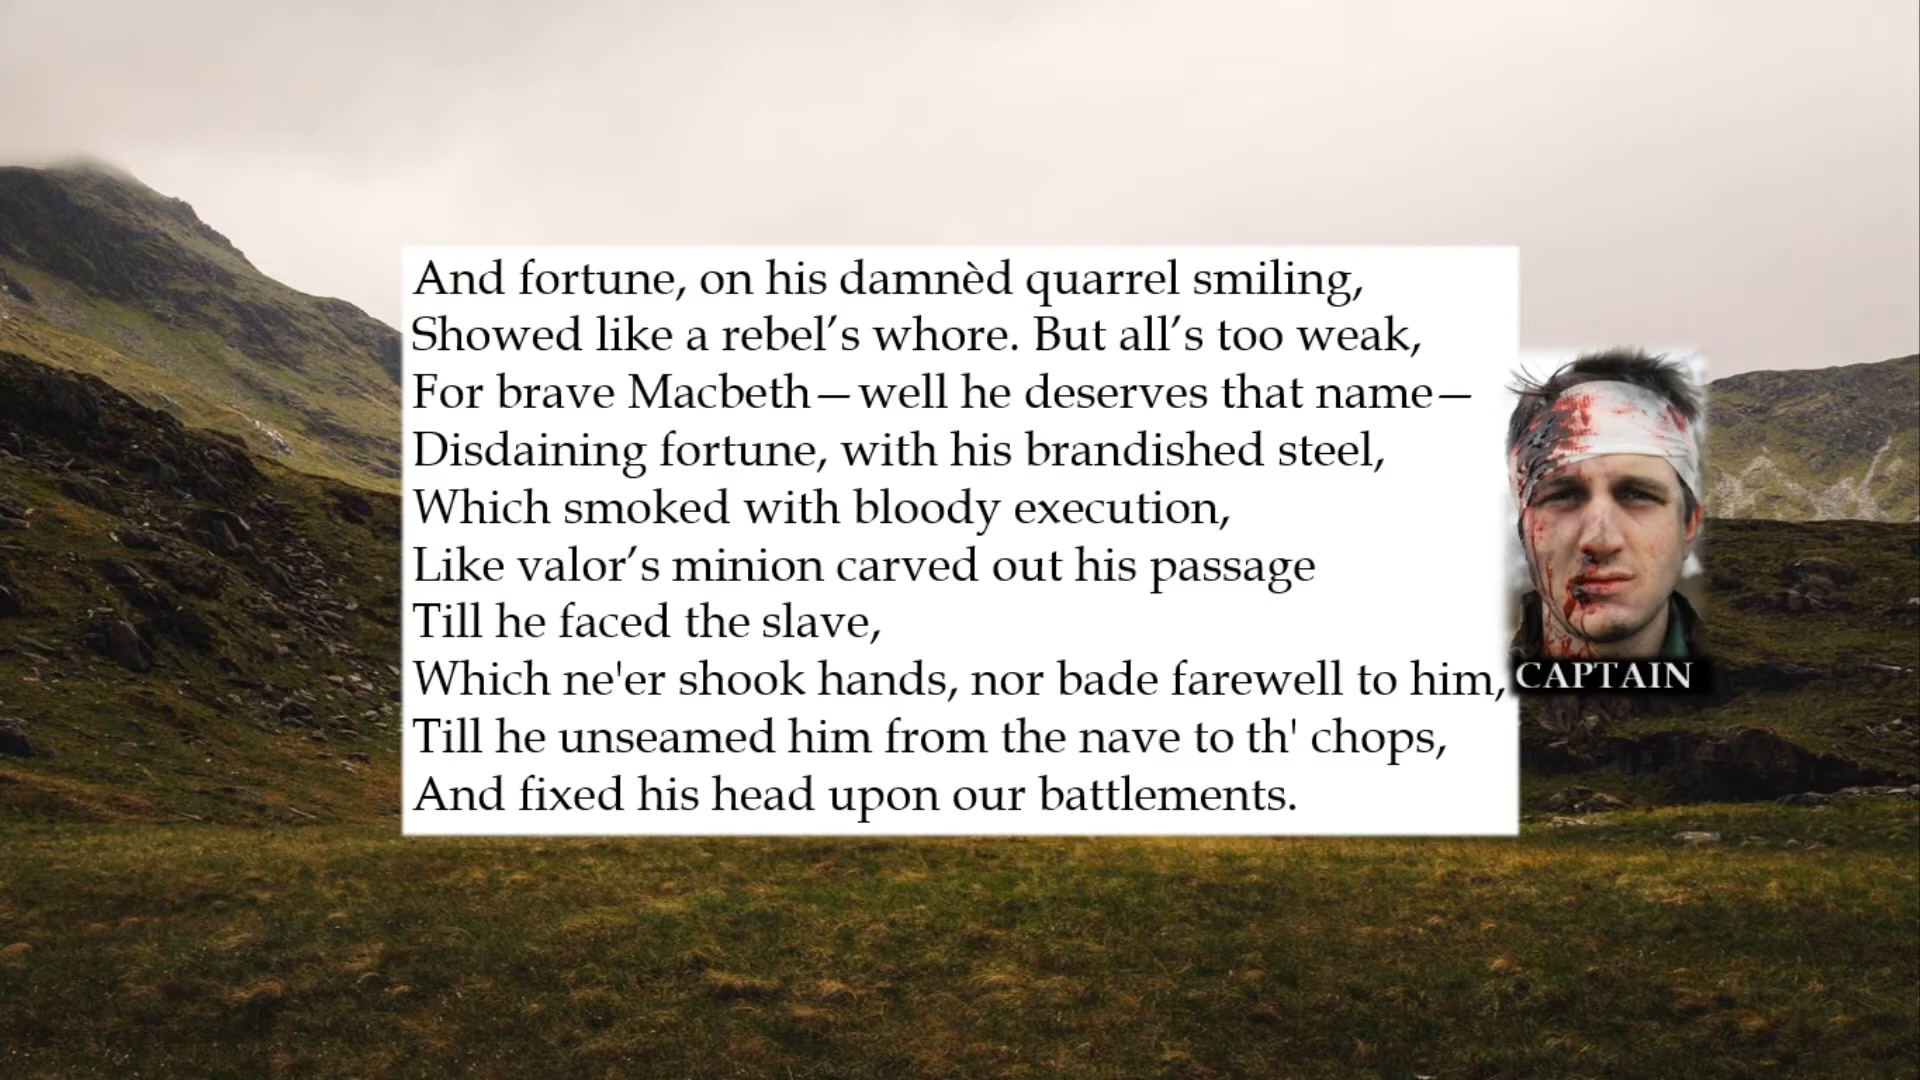 And fortune, on his damnèd quarrel smiling,
Showed like a rebel’s whore. But all’s too weak,
For brave Macbeth—well he deserves that name—
Disdaining fortune, with his brandished steel,
Which smoked with bloody execution,
Like valor’s minion carved out his passage
Till he faced the slave,
Which ne'er shook hands, nor bade farewell to him,
Till he unseamed him from the nave to th' chops,
And fixed his head upon our battlements.
CAPTAIN